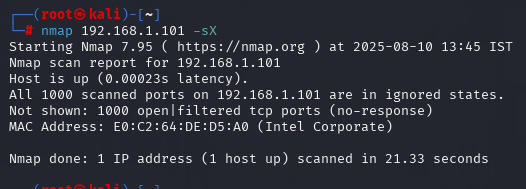 ┌──(root㉿kali)-[~]
└─# nmap 192.168.1.101 -sX
Starting Nmap 7.95 ( https://nmap.org ) at 2025-08-10 13:45 IST
Nmap scan report for 192.168.1.101
Host is up (0.00023s latency).
All 1000 scanned ports on 192.168.1.101 are in ignored states.
Not shown: 1000 open|filtered tcp ports (no-response)
MAC Address: E0:C2:64:DE:D5:A0 (Intel Corporate)

Nmap done: 1 IP address (1 host up) scanned in 21.33 seconds

┌──(root㉿kali)-[~]